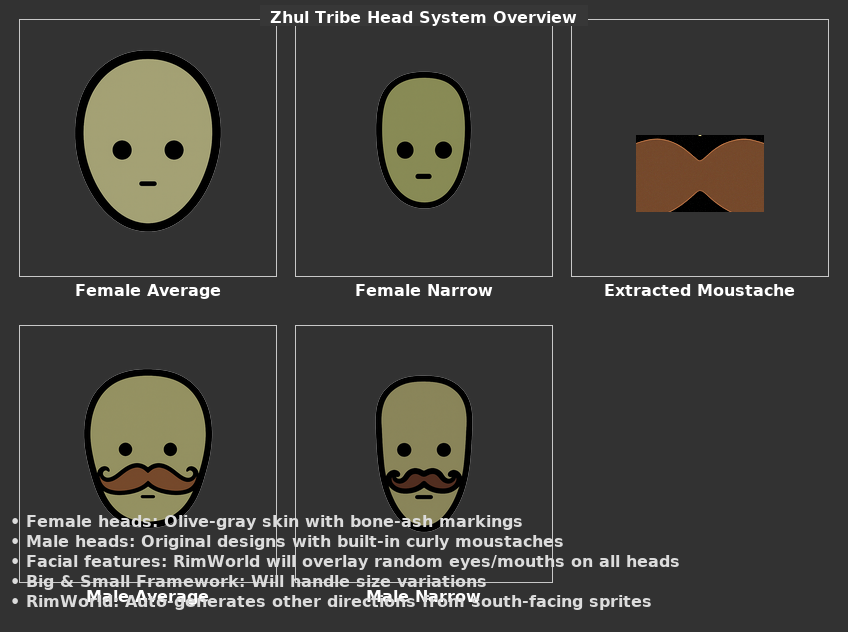 Zhul Tribe Head System Overview
Female Average
Female Narrow
Extracted Moustache
• Female heads: Olive-gray skin with bone-ash markings
• Male heads: Original designs with built-in curly moustaches
• Facial features: RimWorld will overlay random eyes/mouths on all heads
• Big & Small Framework: Will handle size variations
Male Average
Male Narrow
• RimWorld: Auto-generates other directions from south-facing sprites